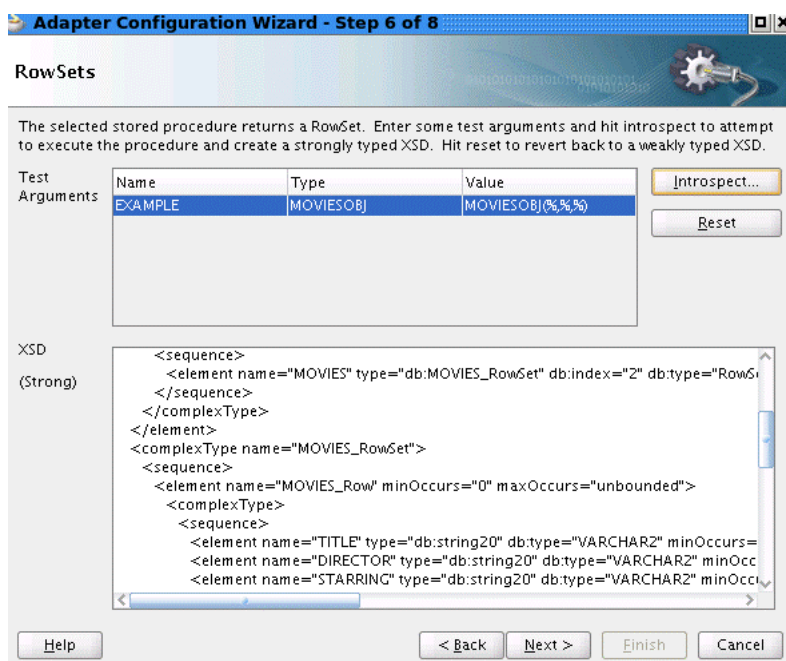 Adapter Configuration Wizard - Step 6 of 8
RowSets
The selected stored procedure returns a RowSet. Enter some test arguments and hit introspect to attempt
to execute the procedure and create a strongly typed XSD. Hit reset to revert back to a weakly typed XSD.
Test
Arguments
Name Type Value
EXAMPLE MOVIESOBJ MOVIESOBJ(%,%,%)
Introspect...
Reset
XSD
(Strong)
<sequence>
<element name="MOVIES" type="db:MOVIES_RowSet" db:index="2" db:type="RowS
</sequence>
</complexType>
</element>
<complexType name="MOVIES_RowSet">
<sequence>
<element name="MOVIES_Row" minOccurs="0" maxOccurs="unbounded">
<complexType>
<sequence>
<element name="TITLE" type="db:string20" db:type="VARCHAR2" minOccurs=
<element name="DIRECTOR" type="db:string20" db:type="VARCHAR2" minOcc
<element name="STARRING" type="db:string20" db:type="VARCHAR2" minOcc
Help < Back Next > Finish Cancel